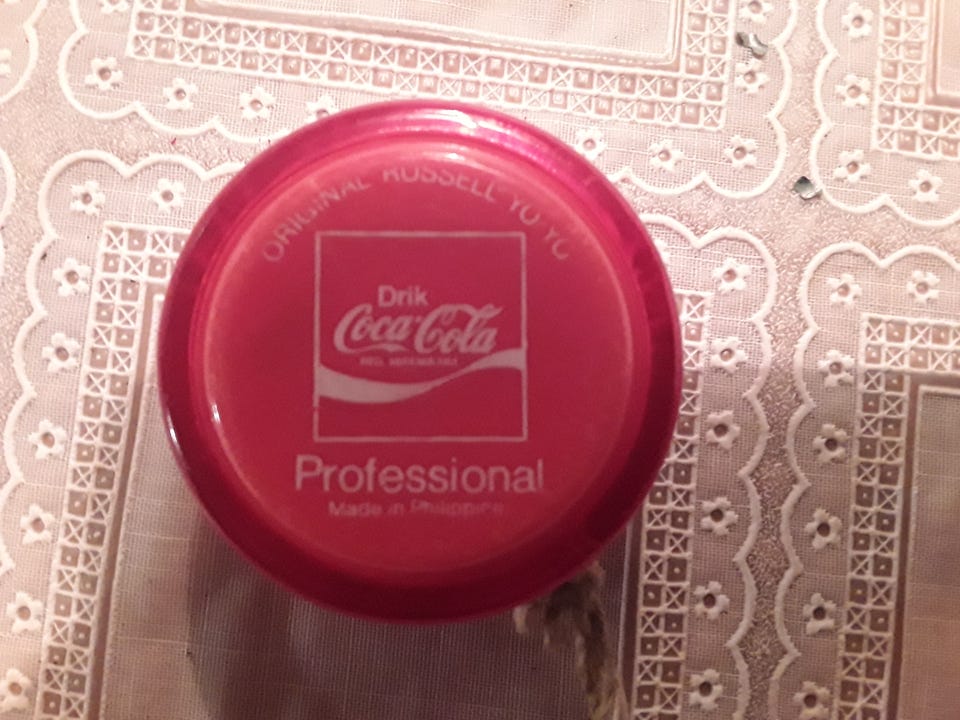 ORIGINAL RUSSELL YO YO
Drik
Coca-Cola
Professional
Made in Philippine